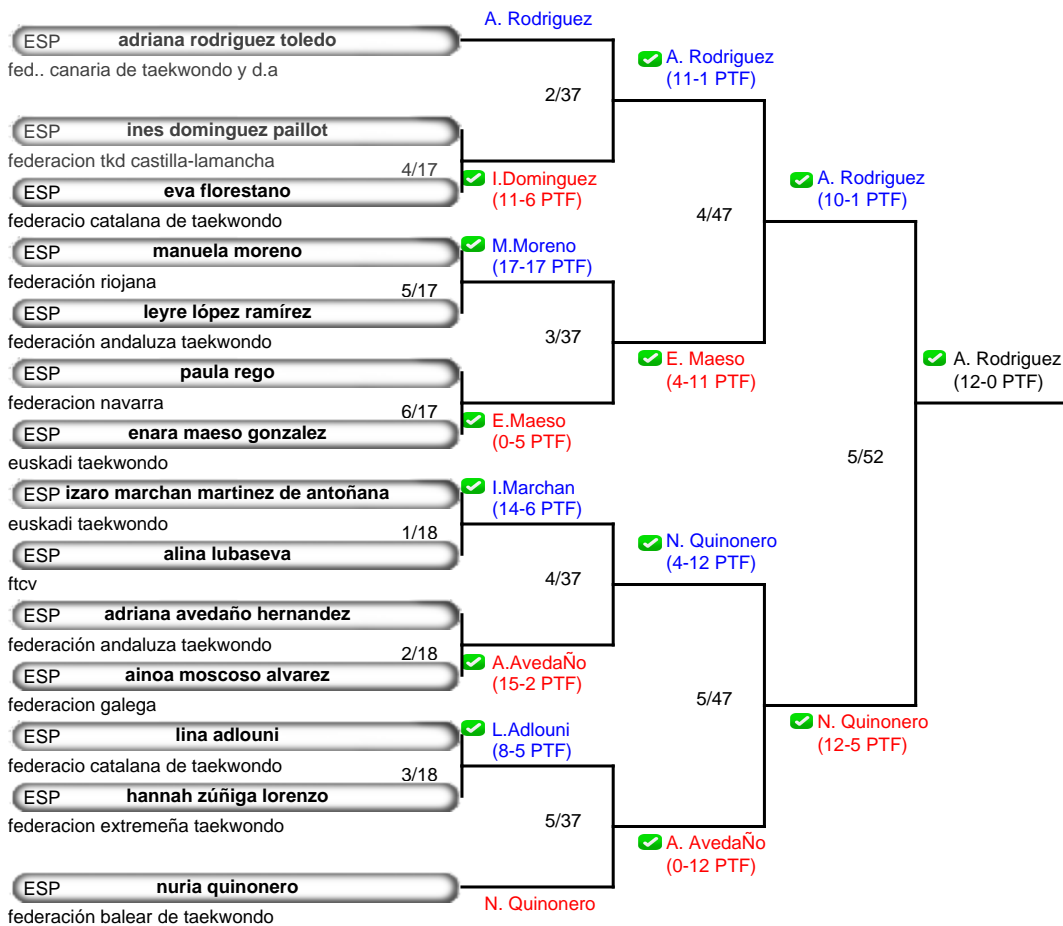 A. Rodriguez
ESP adriana rodriguez toledo
fed.. canaria de taekwondo y d.a
A. Rodriguez
(11-1 PTF)
2/37
ESP ines dominguez paillot
federacion tkd castilla-lamancha
4/17
I.Dominguez
(11-6 PTF)
ESP eva florestano
federacio catalana de taekwondo
A. Rodriguez
(10-1 PTF)
4/47
ESP manuela moreno
federación riojana
M.Moreno
(17-17 PTF)
5/17
ESP leyre lópez ramírez
federación andaluza taekwondo
3/37
E. Maeso
(4-11 PTF)
ESP paula rego
federacion navarra
6/17
E.Maeso
(0-5 PTF)
ESP enara maeso gonzalez
euskadi taekwondo
A. Rodriguez
(12-0 PTF)
5/52
ESP izaro marchan martinez de antoñana
euskadi taekwondo
I.Marchan
(14-6 PTF)
1/18
ESP alina lubaseva
ftcv
N. Quinonero
(4-12 PTF)
4/37
ESP adriana avedaño hernandez
federación andaluza taekwondo
2/18
A.AvedaÑo
(15-2 PTF)
ESP ainoa moscoso alvarez
federacion galega
5/47
N. Quinonero
(12-5 PTF)
ESP lina adlouni
federacio catalana de taekwondo
L.Adlouni
(8-5 PTF)
3/18
ESP hannah zúñiga lorenzo
federacion extremeña taekwondo
5/37
A. AvedaÑo
(0-12 PTF)
ESP nuria quinonero
federación balear de taekwondo
N. Quinonero